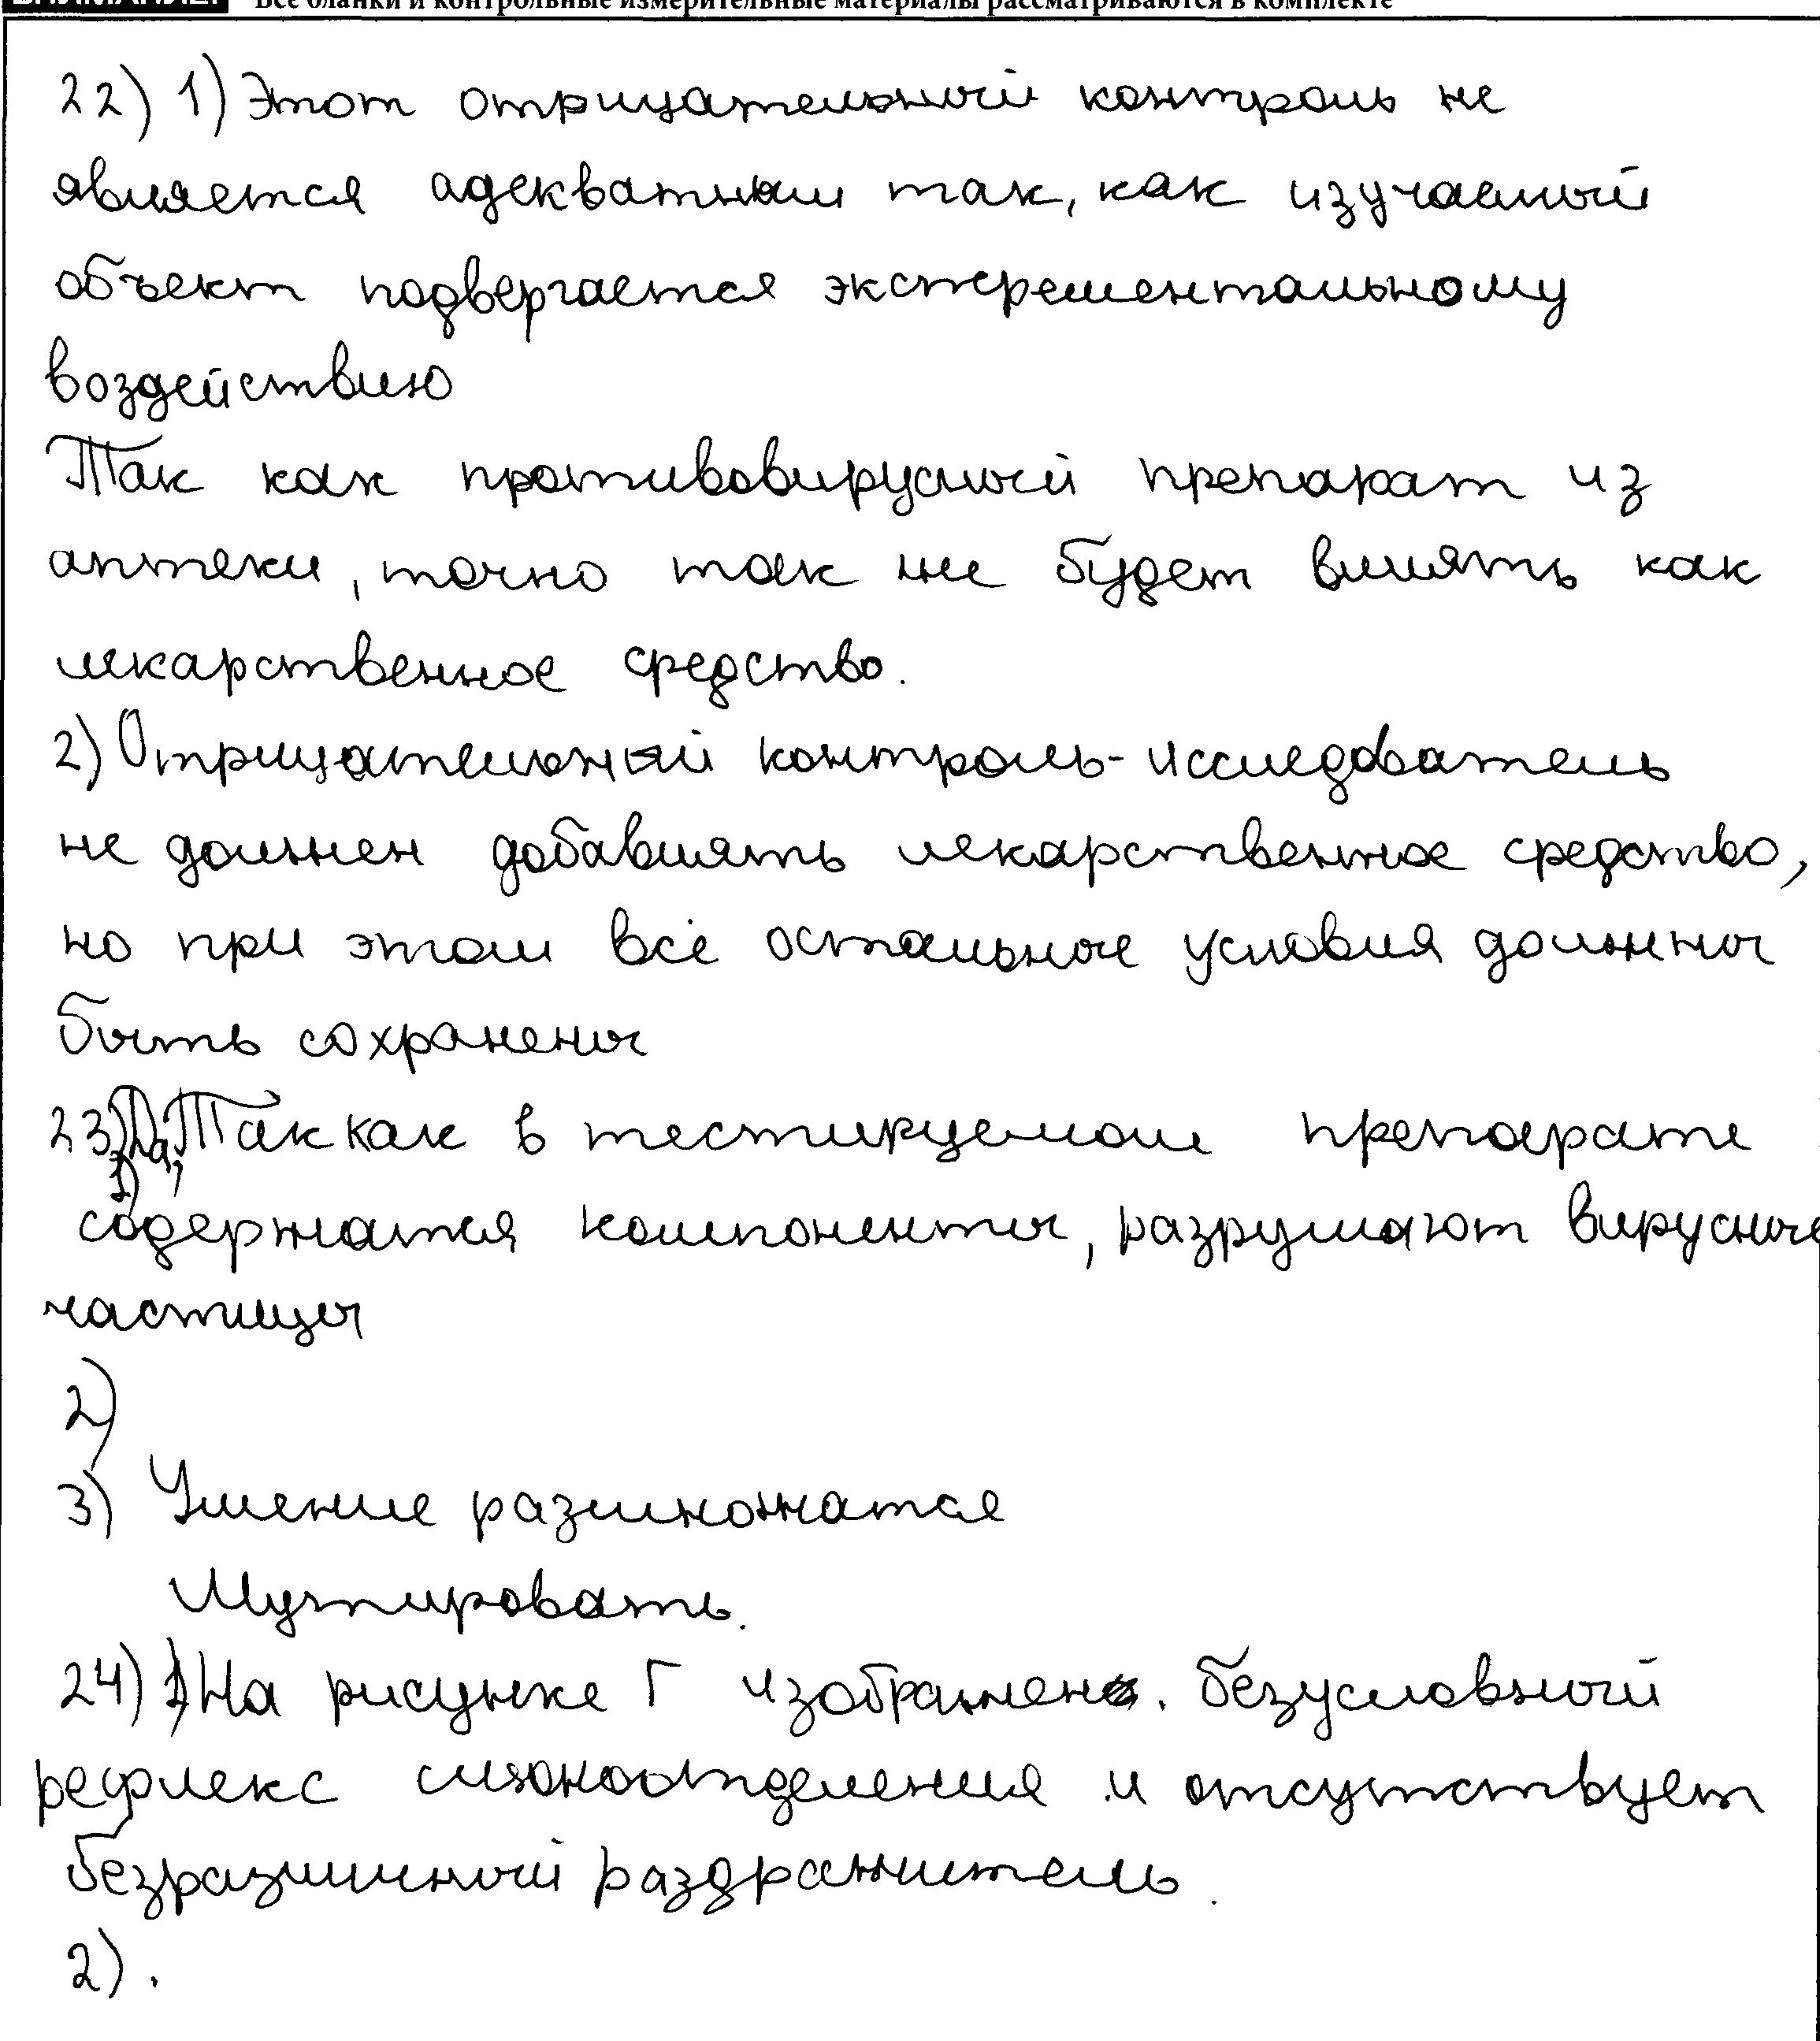 Все бланки и контрольные измерительные материалы рассматриваются в комплекте
22) 1) Этот отрицательный контроль не
является адекватным так, как изучаемый
объект подвергается эксперементальному
воздействию
Так как противовирусный препарат из
аптеки, точно так же будет влиять как
лекарственное средство.
2) Отрицательный контроль - исследователь
не должен добавлять лекарственное средство,
но при этом все остальные условия должны
быть сохранены
23) 1) Да, Так как в тестируемом препарате
содержатся компоненты, разрушают вирусные
частицы
2)
3) Умение размножатся
Мутировать.
24) 1) На рисунке Г изображен. безусловный
рефлекс слюноотделения и отсутствует
безразличный раздражитель.
2).